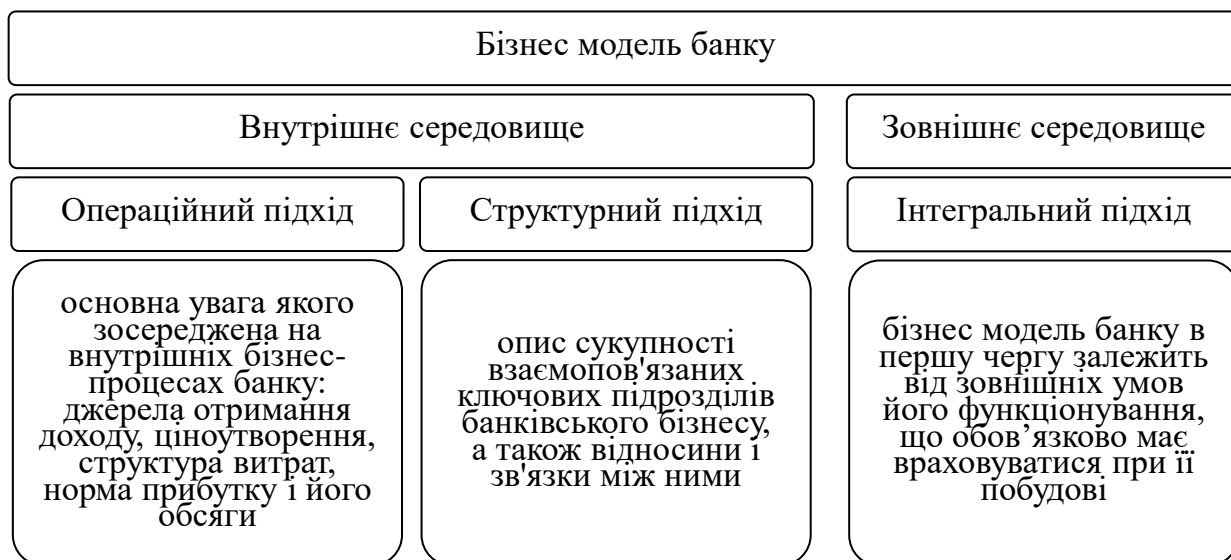 Бізнес модель банку
Внутрішнє середовище
Зовнішнє середовище
Операційний підхід
Структурний підхід
Інтегральний підхід
основна увага якого
зосереджена на
внутрішніх бізнес-
процесах банку:
джерела отримання
доходу, ціноутворення,
структура витрат,
норма прибутку і його
обсяги
опис сукупності
взаємопов'язаних
ключових підрозділів
банківського бізнесу,
а також відносини і
зв'язки між ними
бізнес модель банку в
першу чергу залежить
від зовнішніх умов
його функціонування,
що обов’язково має
враховуватися при її
побудові